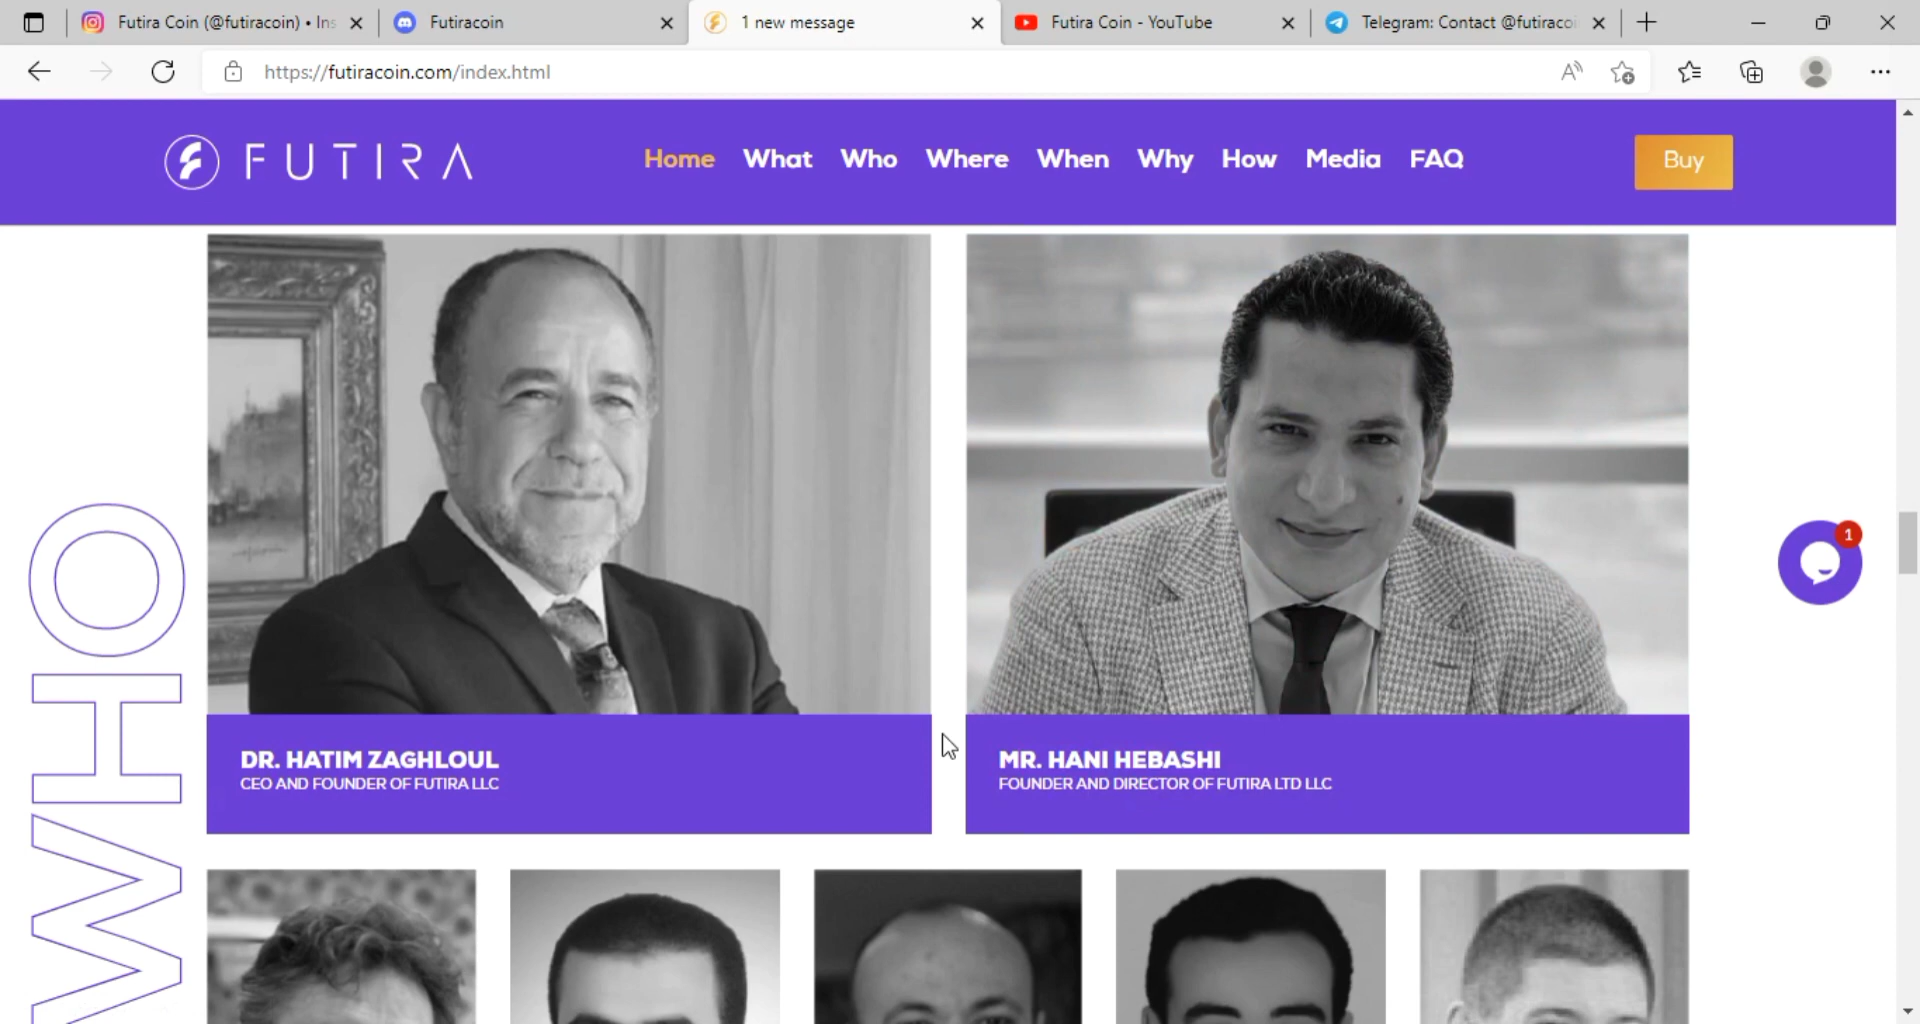 Futira Coin (@futiracoin) • Ins
Futiracoin
1 new message
Futira Coin - YouTube
Telegram: Contact @futiraco
https://futiracoin.com/index.html
FUTIRA
Home
What
Who
Where
When
Why
How
Media
FAQ
Buy
WHO
1
DR. HATIM ZAGHLOUL
CEO AND FOUNDER OF FUTIRA LLC
MR. HANI HEBASHI
FOUNDER AND DIRECTOR OF FUTIRA LTD LLC